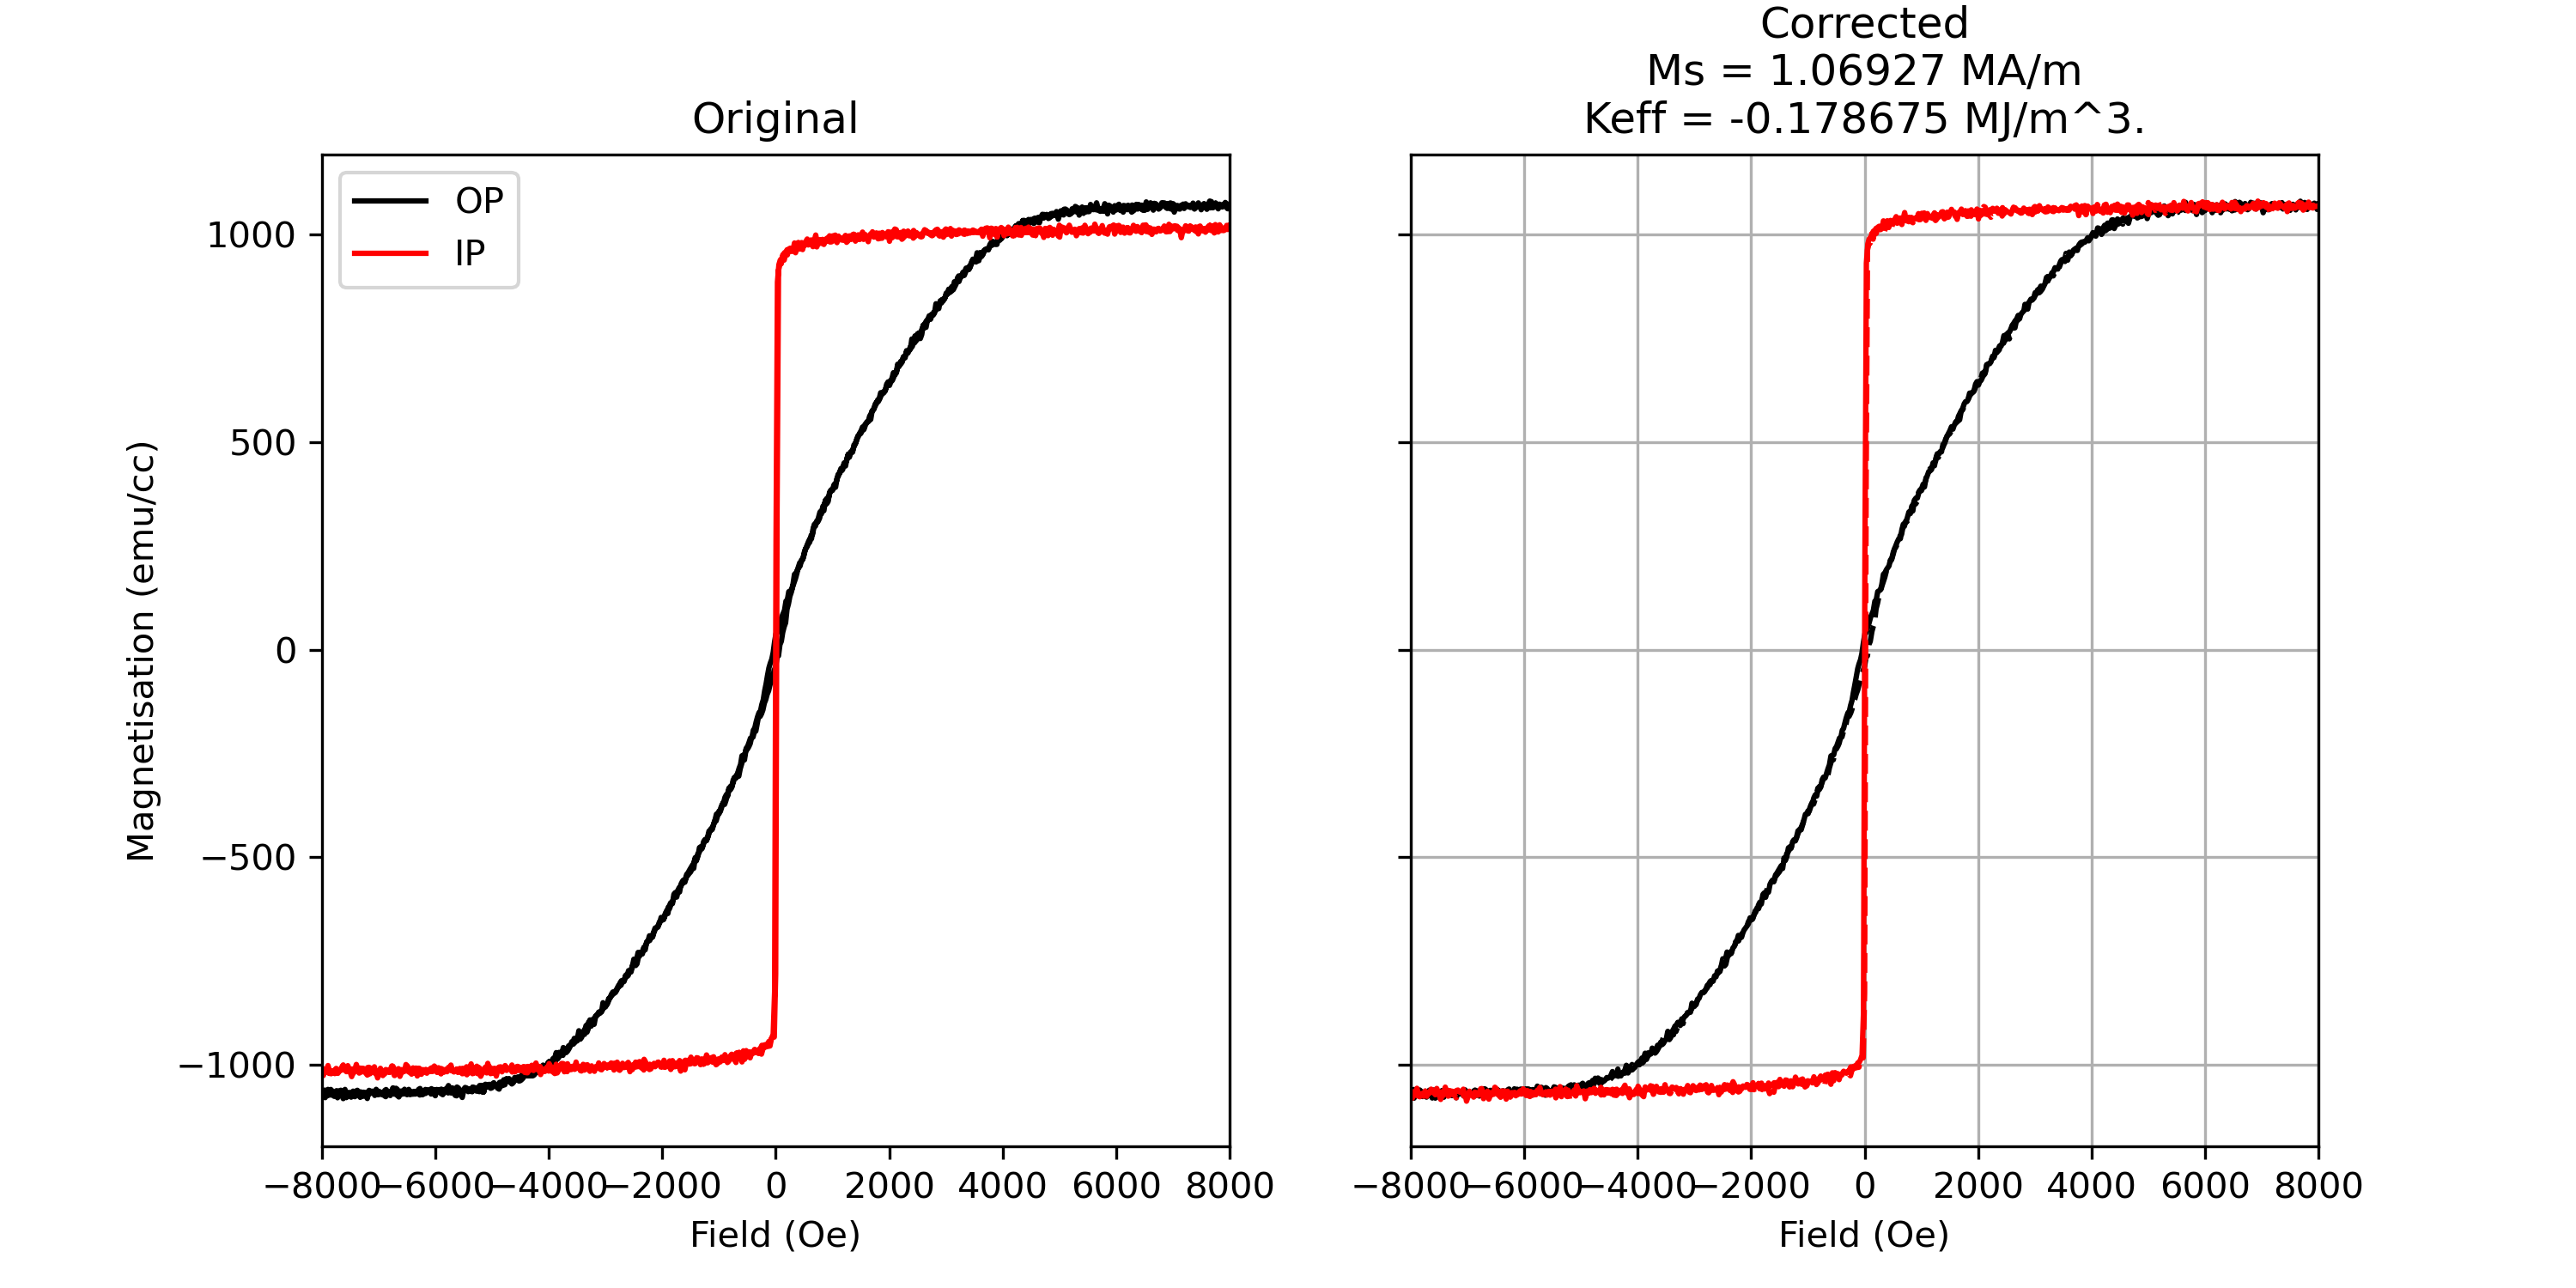 Original
OP
IP
1000
500
0
−500
−1000
Magnetisation (emu/cc)
−8000 −6000 −4000 −2000 0 2000 4000 6000 8000
Field (Oe)
Corrected
Ms = 1.06927 MA/m
Keff = -0.178675 MJ/m^3.
−8000 −6000 −4000 −2000 0 2000 4000 6000 8000
Field (Oe)